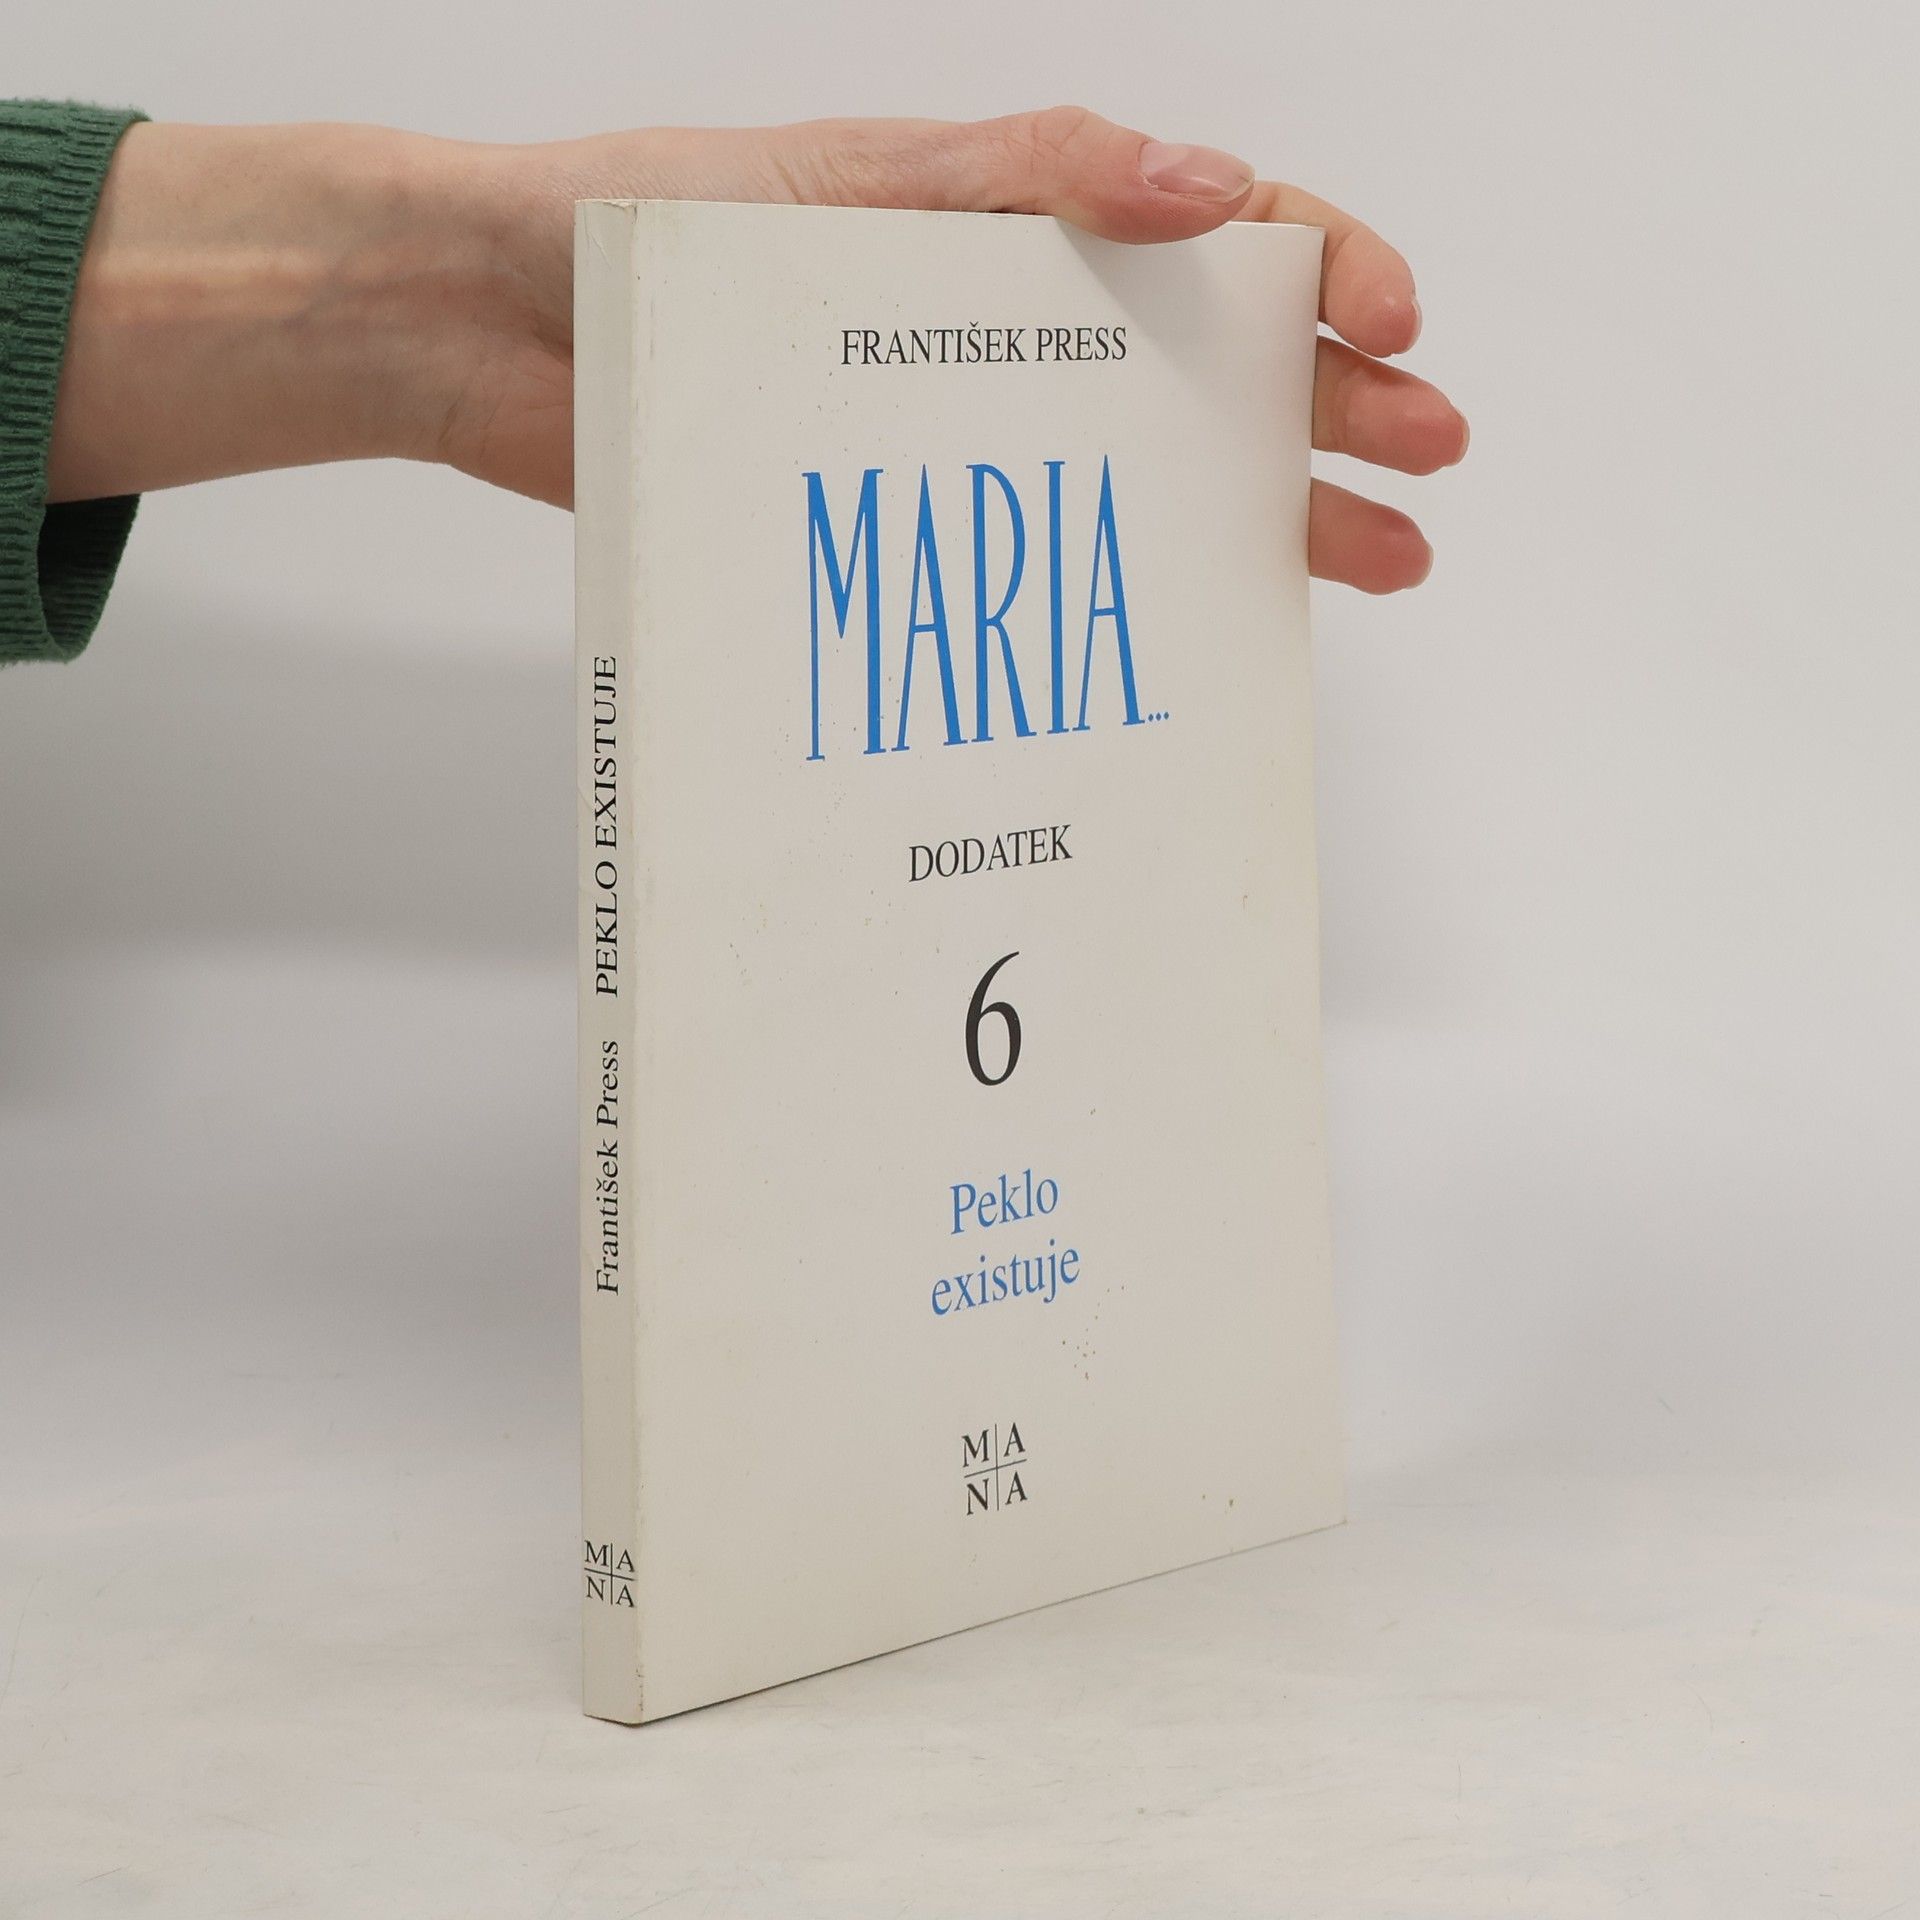 FRANTIŠEK PRESS
MARIA...
DODATEK
6
Peklo
existuje
M A
N A
František Press PEKLO EXISTUJE
M A
N A